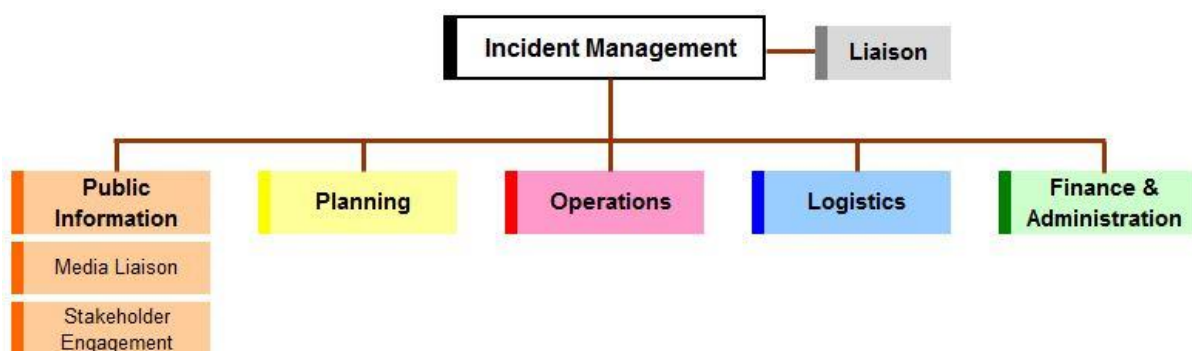 Incident Management
Liaison
Public
Information
Planning
Operations
Logistics
Finance &
Administration
Media Liaison
Stakeholder
Engagement